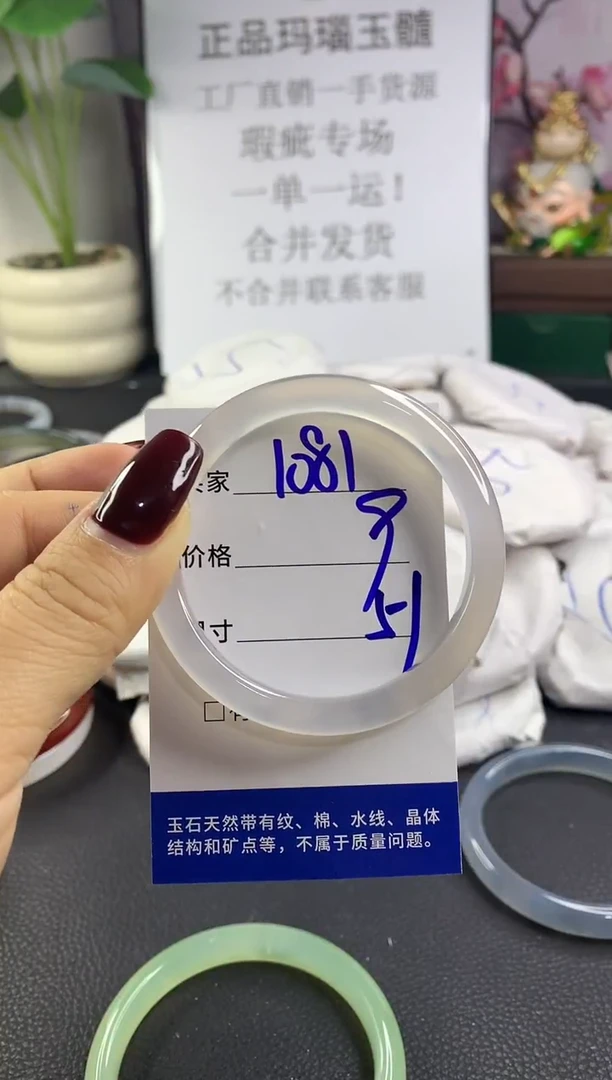 正品玛瑙玉髓
工厂直销一手货源
瑕疵专场
一单一运！
合并发货
不合并联系客服
家 1081
价格
寸 51
□有
玉石天然带有纹、棉、水线、晶体
结构和矿点等，不属于质量问题。